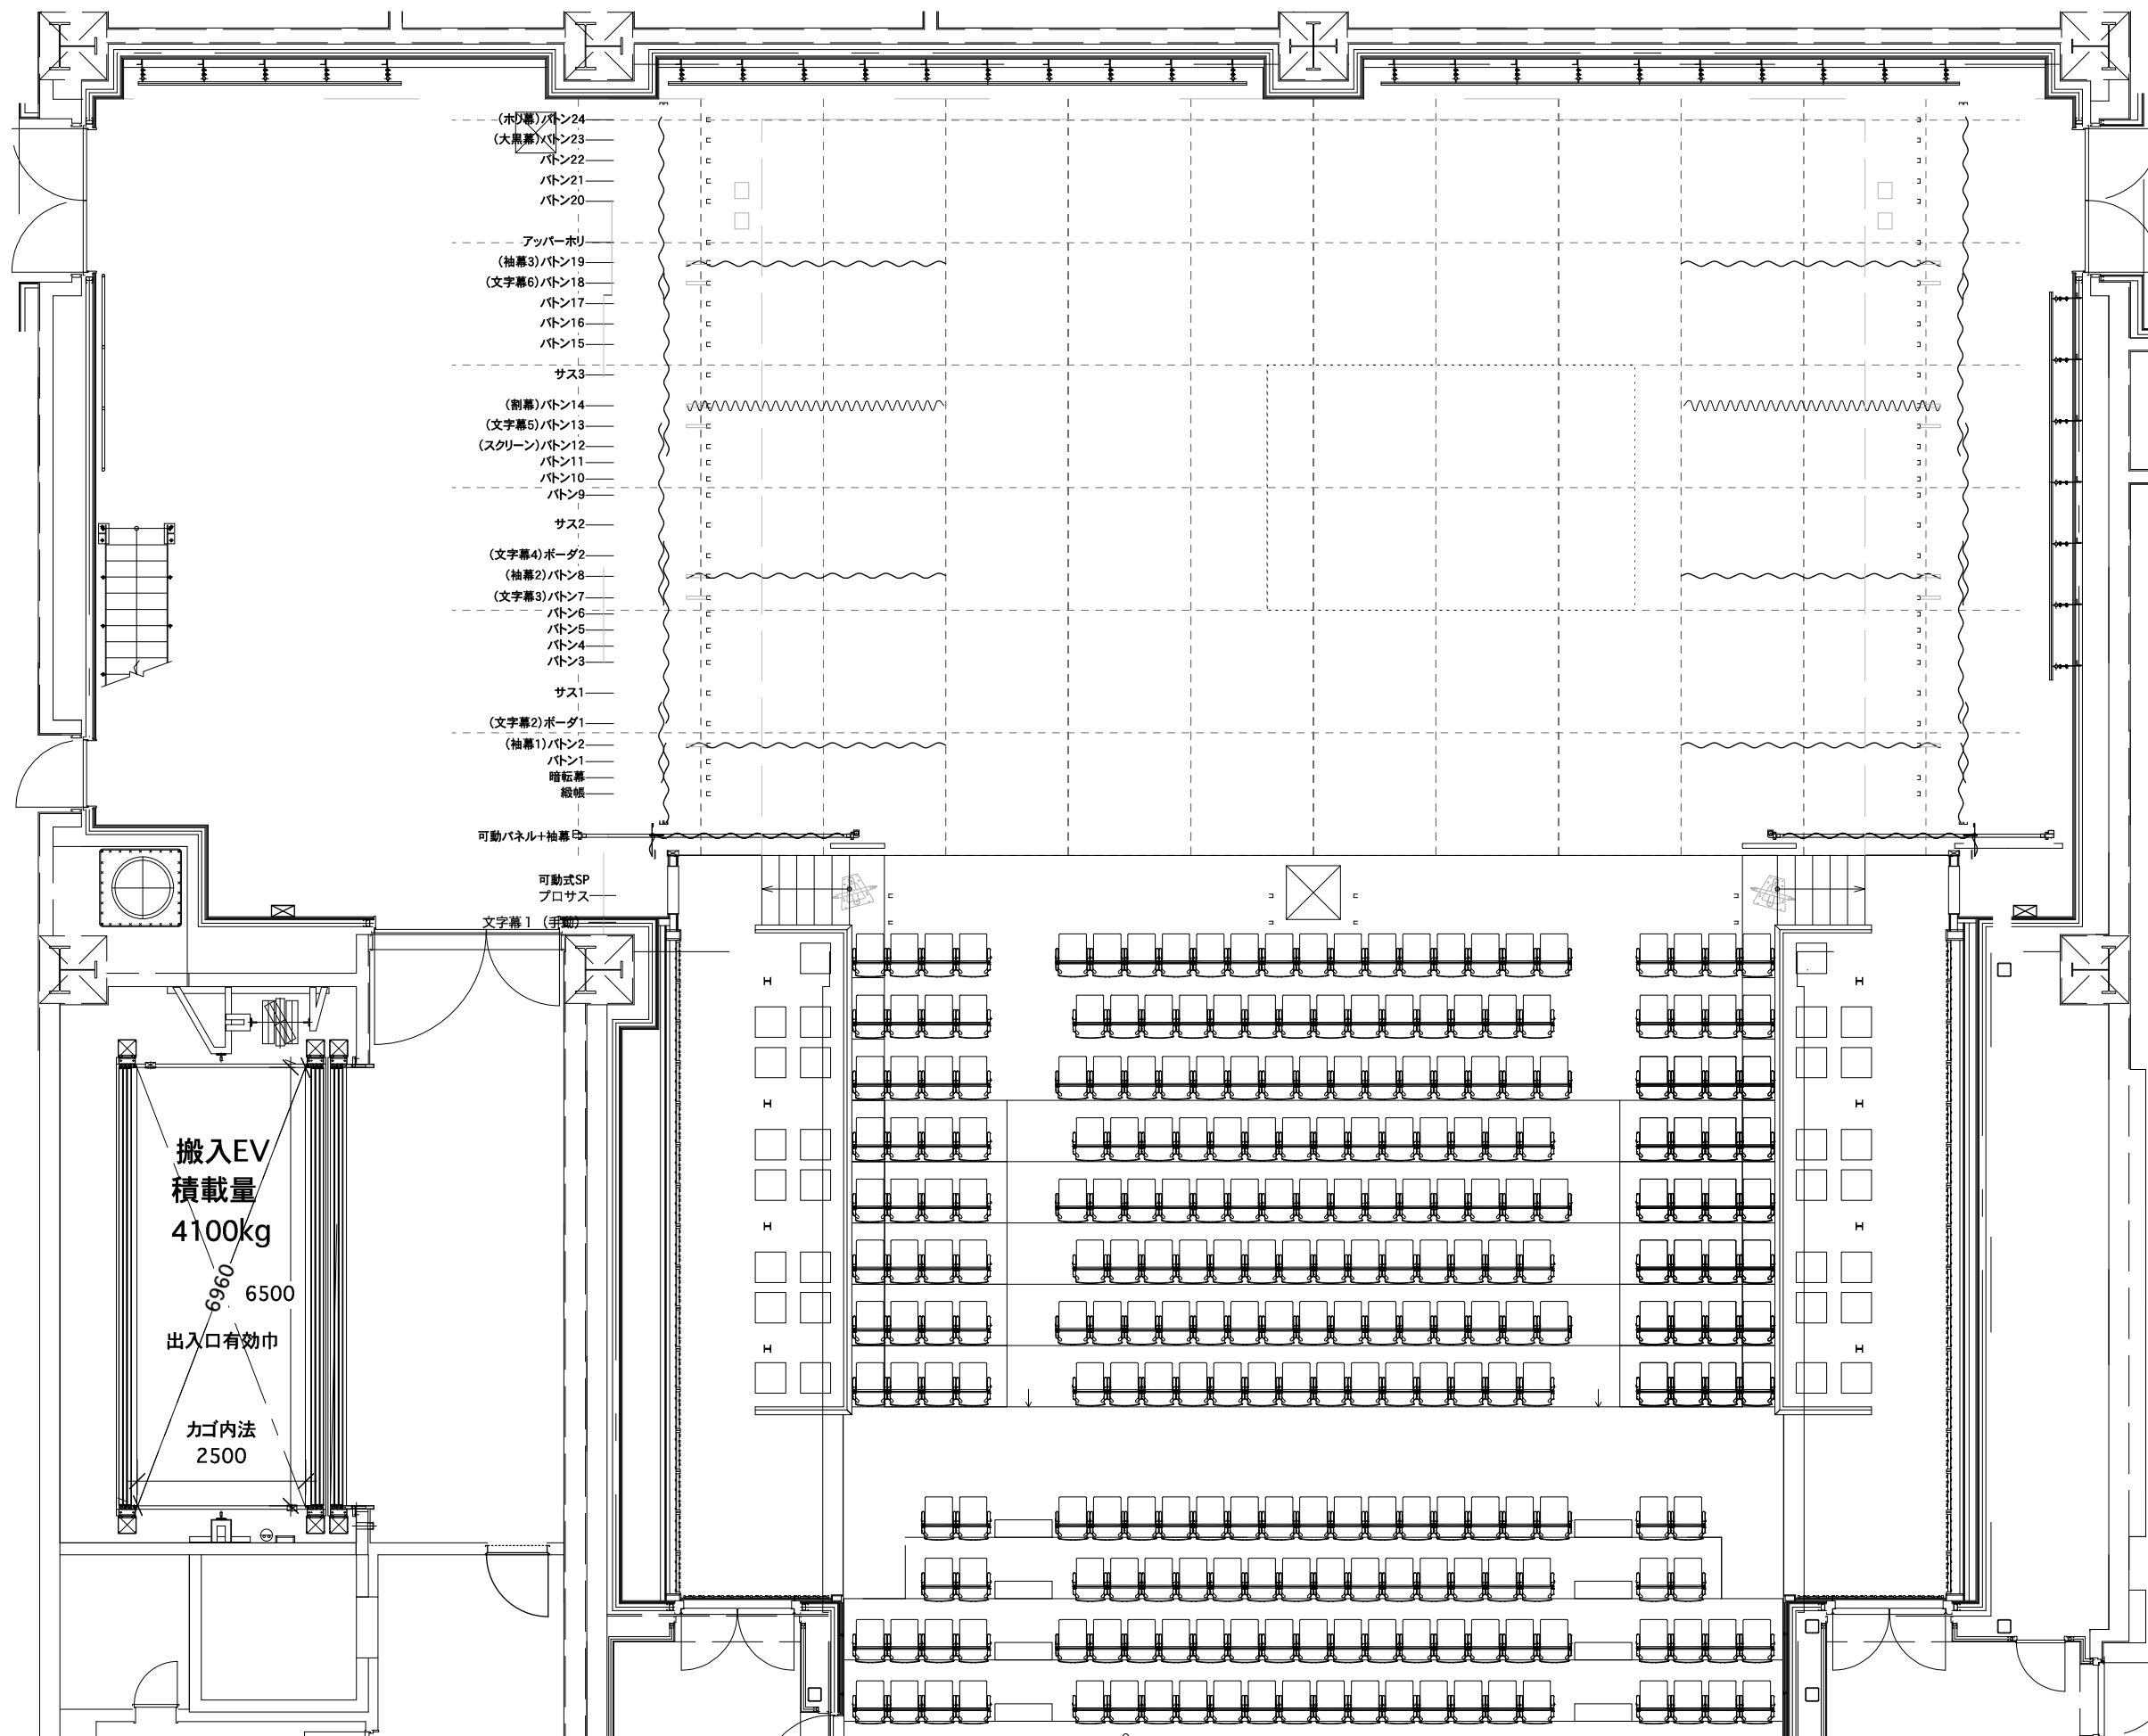 (ホリ幕)バトン24
(大黒幕)バトン23
バトン22
バトン21
バトン20
アッパーホリ
(袖幕3)バトン19
(文字幕6)バトン18
バトン17
バトン16
バトン15
サス3
(割幕)バトン14
(文字幕5)バトン13
(スクリーン)バトン12
バトン11
バトン10
バトン9
サス2
(文字幕4)ボーダ2
(袖幕2)バトン8
(文字幕3)バトン7
バトン6
バトン5
バトン4
バトン3
サス1
(文字幕2)ボーダ1
(袖幕1)バトン2
バトン1
暗転幕
緞帳
可動パネル+袖幕
可動式SP
プロサス
文字幕1 (手動)
搬入EV
積載量
4100kg
6960
6500
出入口有効巾
カゴ内法
2500